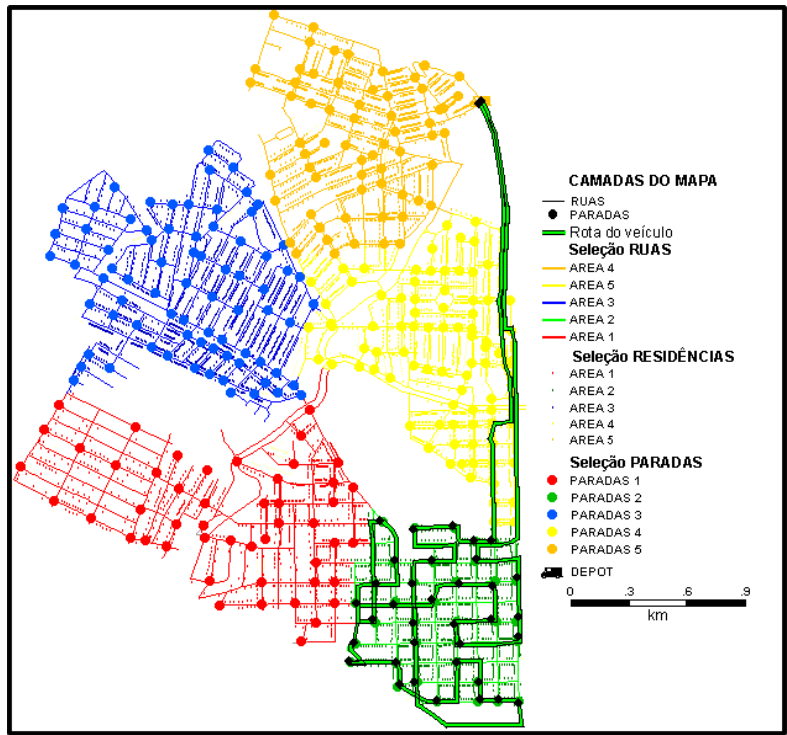 CAMADAS DO MAPA
RUAS
PARADAS
Rota do veículo
Seleção RUAS
AREA 4
AREA 5
AREA 3
AREA 2
AREA 1
Seleção RESIDÊNCIAS
AREA 1
AREA 2
AREA 3
AREA 4
AREA 5
Seleção PARADAS
PARADAS 1
PARADAS 2
PARADAS 3
PARADAS 4
PARADAS 5
DEPOT
0 .3 .6 .9
km